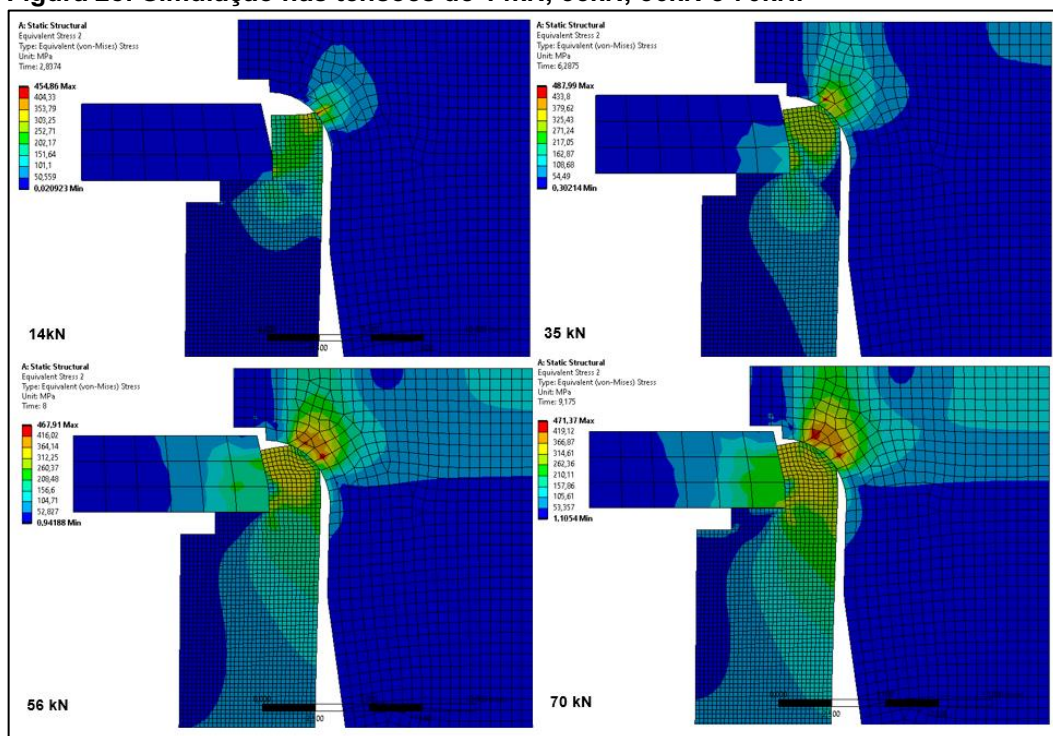 Figura Simulação nas tensões de 14kN, 35kN, 56kN e 70kN.
A: Static Structural
Equivalent Stress 2
Type: Equivalent (von-Mises) Stress
Unit: MPa
Time: 2,8374
454,86 Max
404,33
353,79
303,25
252,71
202,17
151,64
101,1
50,559
0,020923 Min
14kN
A: Static Structural
Equivalent Stress 2
Type: Equivalent (von-Mises) Stress
Unit: MPa
Time: 6,2875
487,99 Max
433,8
379,62
325,43
271,24
217,05
162,87
108,68
54,49
0,30214 Min
35 kN
A: Static Structural
Equivalent Stress 2
Type: Equivalent (von-Mises) Stress
Unit: MPa
Time: 8
467,91 Max
416,02
364,14
312,25
260,37
208,48
156,6
104,71
52,827
0,94188 Min
56 kN
A: Static Structural
Equivalent Stress 2
Type: Equivalent (von-Mises) Stress
Unit: MPa
Time: 9,175
471,37 Max
419,12
366,87
314,61
262,36
210,11
157,86
105,61
53,357
1,1054 Min
70 kN